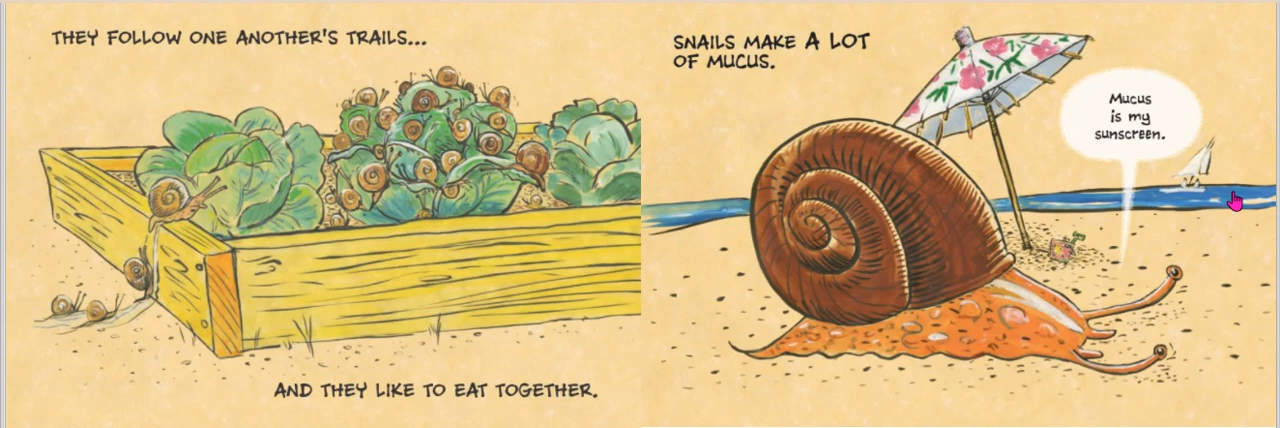 THEY FOLLOW ONE ANOTHER'S TRAILS...
AND THEY LIKE TO EAT TOGETHER.
SNAILS MAKE A LOT
OF MUCUS.
Mucus
is my
sunscreen.